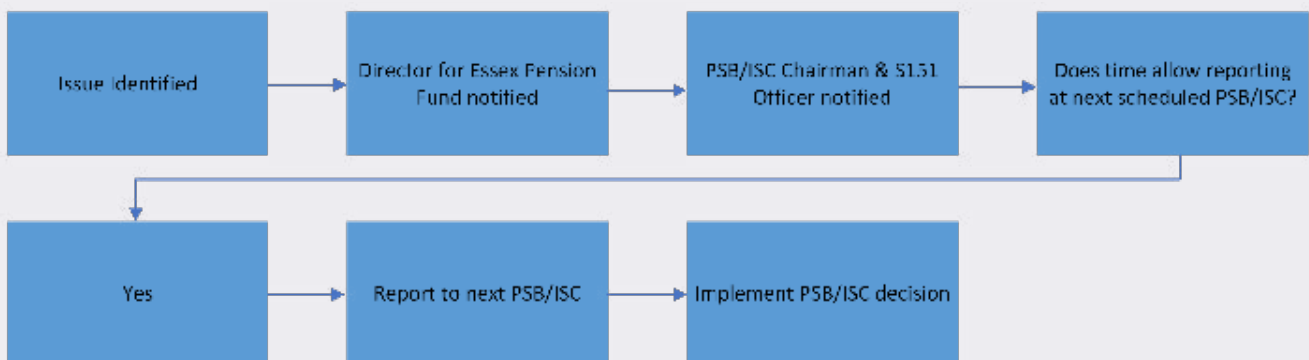 Issue Identified
Director for Essex Pension
Fund notified
PSB/ISC Chairman & S151
Officer notified
Does time allow reporting
at next scheduled PSB/ISC?
Yes
Report to next PSB/ISC
Implement PSB/ISC decision